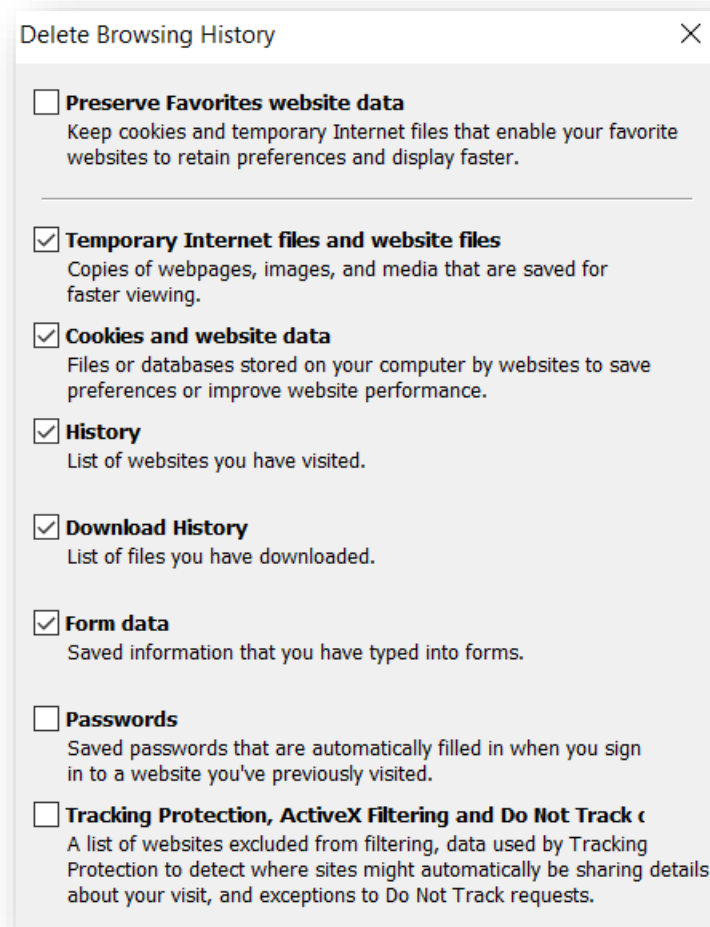 Delete Browsing History
Preserve Favorites website data
Keep cookies and temporary Internet files that enable your favorite
websites to retain preferences and display faster.
Temporary Internet files and website files
Copies of webpages, images, and media that are saved for
faster viewing.
Cookies and website data
Files or databases stored on your computer by websites to save
preferences or improve website performance.
History
List of websites you have visited.
Download History
List of files you have downloaded.
Form data
Saved information that you have typed into forms.
Passwords
Saved passwords that are automatically filled in when you sign
in to a website you've previously visited.
Tracking Protection, ActiveX Filtering and Do Not Track
A list of websites excluded from filtering, data used by Tracking
Protection to detect where sites might automatically be sharing details
about your visit, and exceptions to Do Not Track requests.